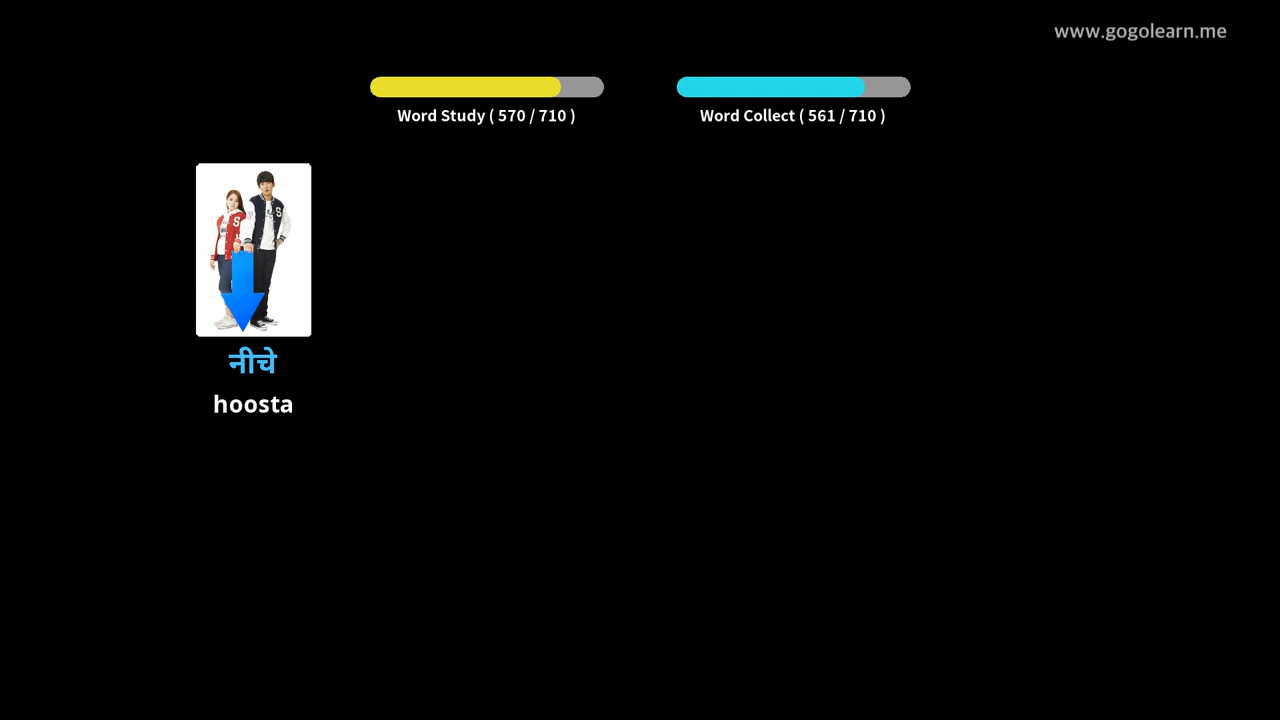 www.gogolearn.me
Word Study ( 570 / 710 )
Word Collect ( 561 / 710 )
S
S
नीचे
hoosta